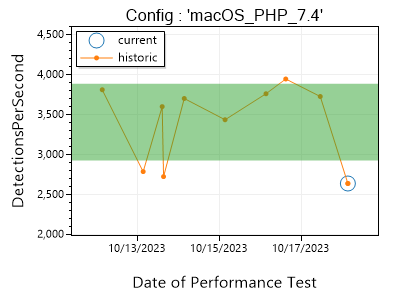 Config : 'macOS_PHP_7.4'
current
historic
4,500
4,000
3,500
3,000
2,500
2,000
DetectionsPerSecond
10/13/2023 10/15/2023 10/17/2023
Date of Performance Test